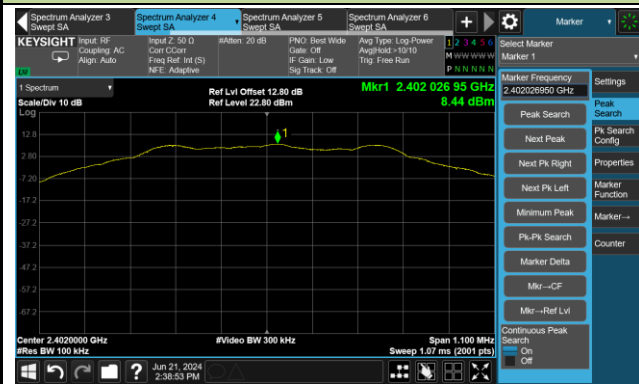 Spectrum Analyzer 3
Swept SA
Spectrum Analyzer 4
Swept SA
Spectrum Analyzer 5
Swept SA
Spectrum Analyzer 6
Swept SA
Marker
KEYSIGHT
Input: RF
Coupling: AC
Align: Auto
Input Z: 50 Ω
Corr CCorr
Freq Ref: Int (S)
NFE: Adaptive
#Atten: 20 dB
PNO: Best Wide
Gate: Off
IF Gain: Low
Sig Track: Off
Avg Type: Log-Power
Avg|Hold:>10/10
Trig: Free Run
1 2 3 4 5 6
M W W W W W
P N N N N N
Select Marker
Marker 1
LXI
1 Spectrum
Scale/Div 10 dB
Log
Ref Lvl Offset 12.80 dB
Ref Level 22.80 dBm
Mkr1 2.402 026 95 GHz
8.44 dBm
12.8
2.80
-7.20
-17.2
-27.2
-37.2
-47.2
-57.2
-67.2
1
Center 2.4020000 GHz
#Res BW 100 kHz
#Video BW 300 kHz
Span 1.100 MHz
Sweep 1.07 ms (2001 pts)
Marker Frequency
2.402026950 GHz
Peak Search
Next Peak
Next Pk Right
Next Pk Left
Minimum Peak
Pk-Pk Search
Marker Delta
Mkr→CF
Mkr→Ref Lvl
Continuous Peak
Search
On
Off
Settings
Peak
Search
Pk Search
Config
Properties
Marker
Function
Marker→
Counter
?
Jun 21, 2024
2:38:53 PM